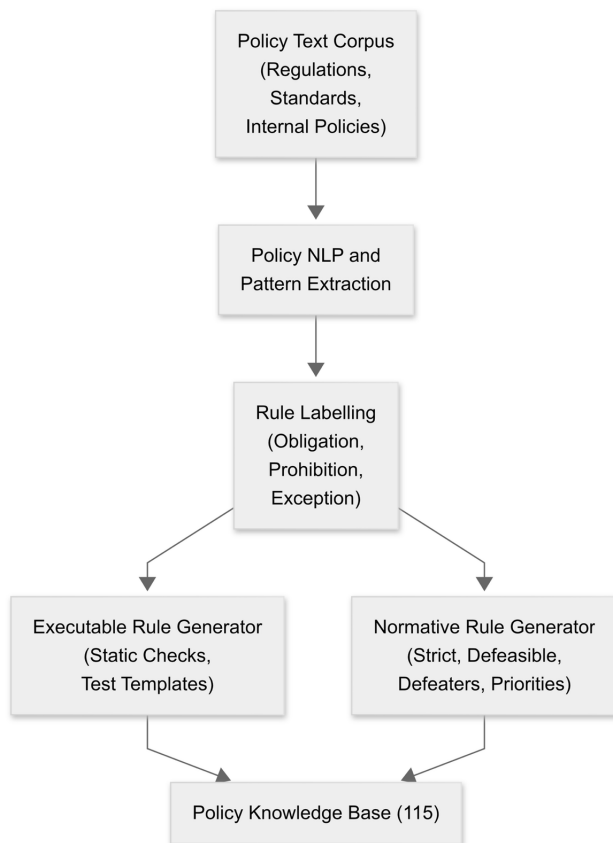 Policy Text Corpus
(Regulations,
Standards,
Internal Policies)
Policy NLP and
Pattern Extraction
Rule Labelling
(Obligation,
Prohibition,
Exception)
Executable Rule Generator
(Static Checks,
Test Templates)
Normative Rule Generator
(Strict, Defeasible,
Defeaters, Priorities)
Policy Knowledge Base (115)